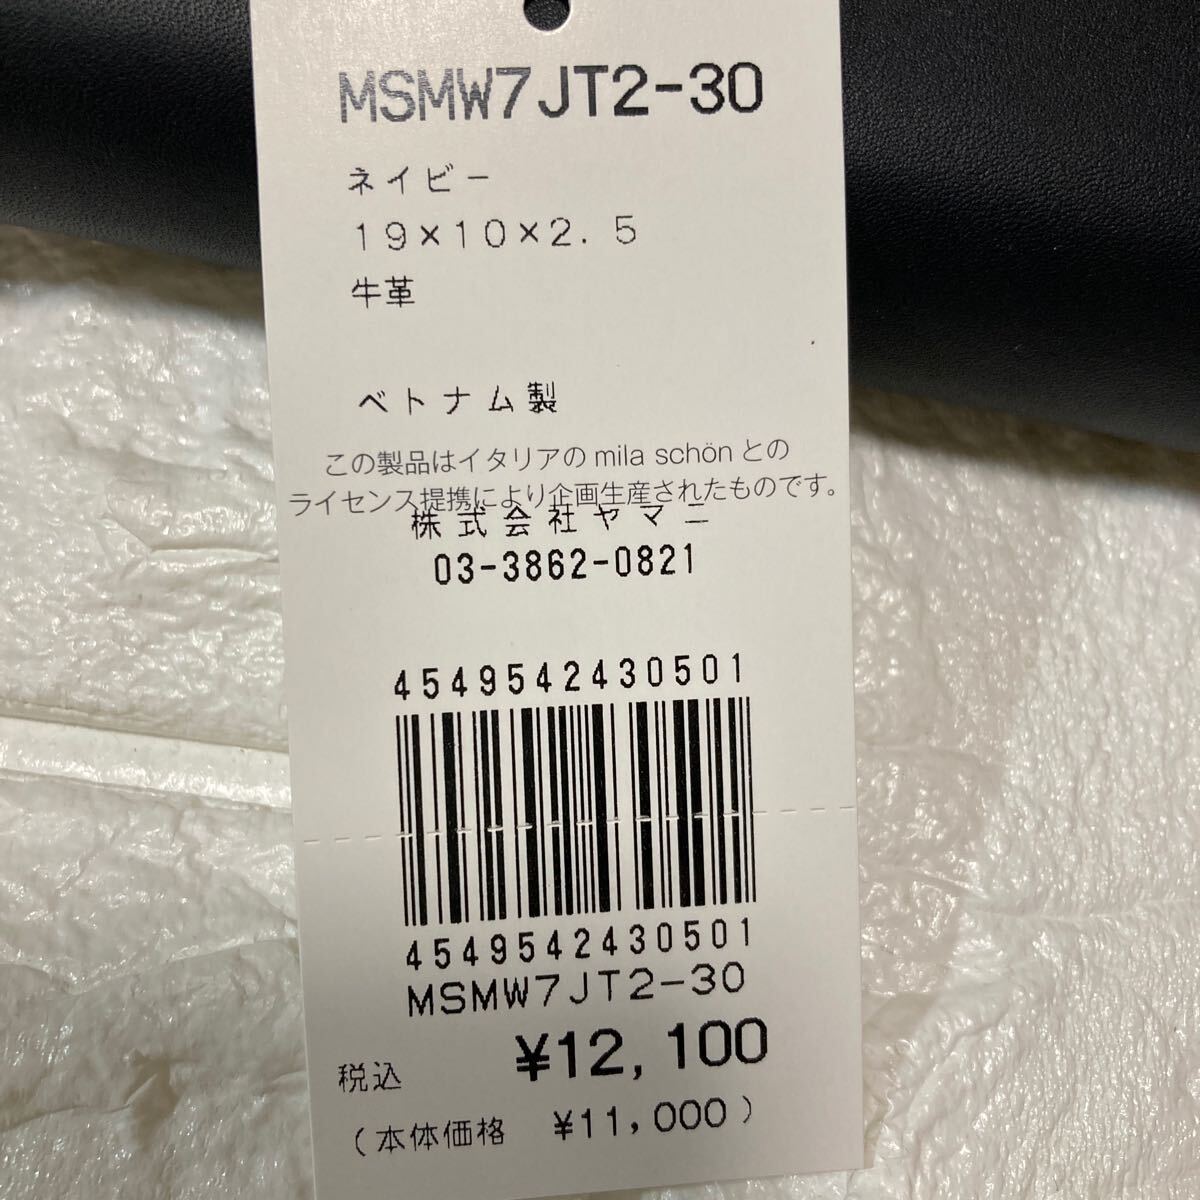 MSMW7JT2-30
ネイビー
19×10×2.5
牛革
ベトナム製
この製品はイタリアのmila schönとの
ライセンス提携により企画生産されたものです。
株式会社ヤマニ
03-3862-0821
4549542430501
4549542430501
MSMW7JT2-30
税込 ¥12,100
(本体価格 ¥11,000)